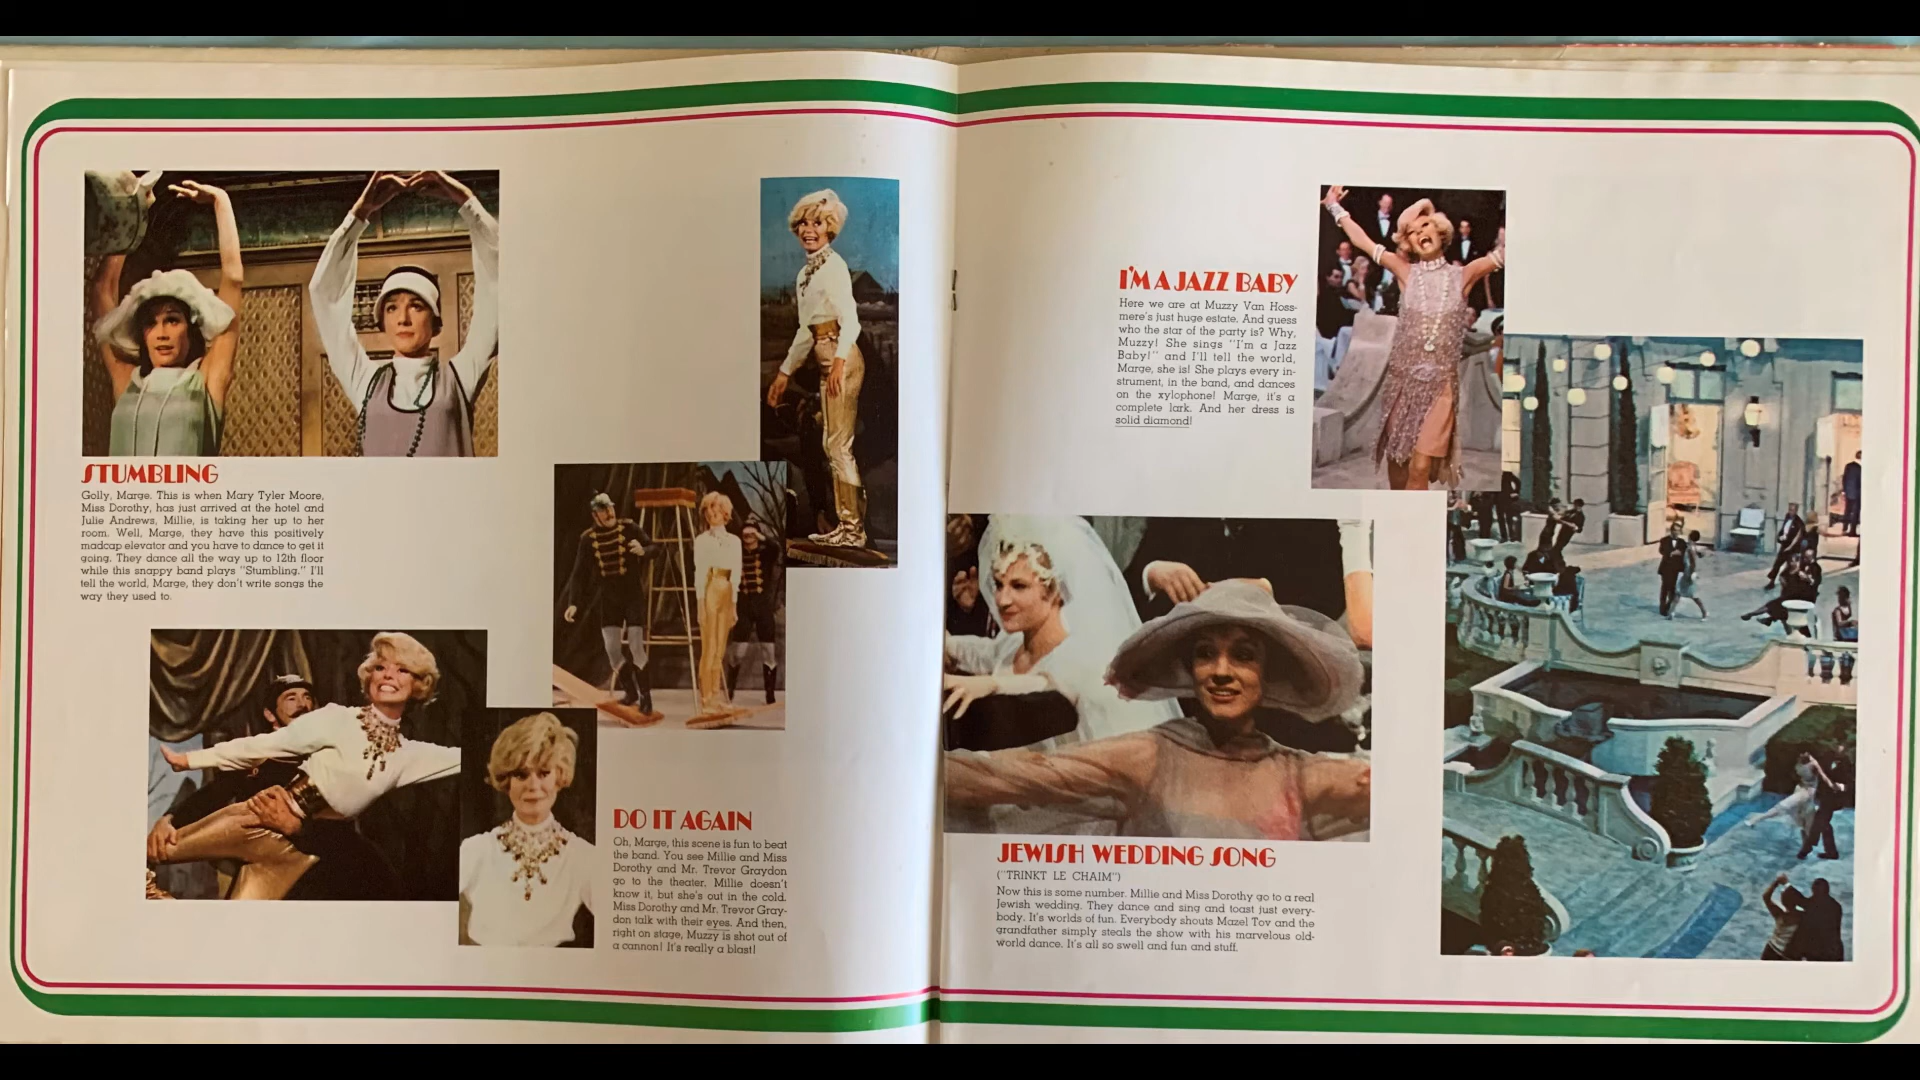 STUMBLING
Golly, Marge. This is when Mary Tyler Moore,
Miss Dorothy, has just arrived at the hotel and
Julie Andrews, Millie, is taking her up to her
room. Well, Marge, they have this positively
madcap elevator and you have to dance to get it
going. They dance all the way up to 12th floor
while this snappy band plays "Stumbling." I'll
tell the world, Marge, they don't write songs the
way they used to.
DO IT AGAIN
Oh, Marge, this scene is fun to beat
the band. You see Millie and Miss
Dorothy and Mr. Trevor Graydon
go to the theater. Millie doesn't
know it, but she's out in the cold.
Miss Dorothy and Mr. Trevor Gray-
don talk with their eyes. And then,
right on stage, Muzzy is shot out of
a cannon! It's really a blast!
I'M A JAZZ BABY
Here we are at Muzzy Van Hoss-
mere's just huge estate. And guess
who the star of the party is? Why,
Muzzy! She sings "I'm a Jazz
Baby!" and I'll tell the world,
Marge, she is! She plays every in-
strument, in the band, and dances
on the xylophone! Marge, it's a
complete lark. And her dress is
solid diamond!
JEWISH WEDDING SONG
("TRINKT LE CHAIM")
Now this is some number. Millie and Miss Dorothy go to a real
Jewish wedding. They dance and sing and toast just every-
body. It's worlds of fun. Everybody shouts Mazel Tov and the
grandfather simply steals the show with his marvelous old-
world dance. It's all so swell and fun and stuff.